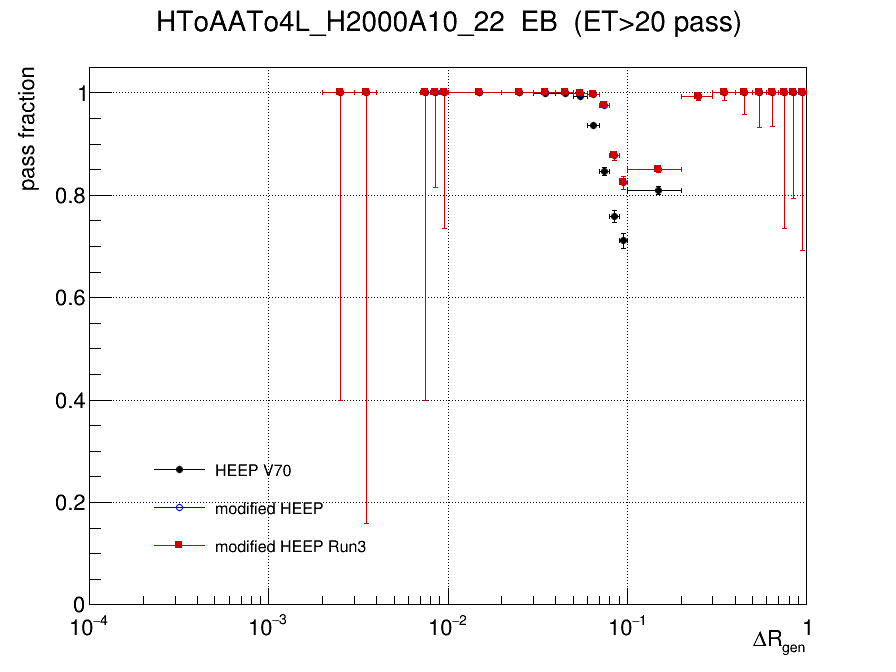 HToAATo4L_H2000A10_22 EB (ET>20 pass)
pass fraction
1
0.8
0.6
0.4
0.2
0
HEEP V70
modified HEEP
modified HEEP Run3
10⁻⁴ 10⁻³ 10⁻² 10⁻¹ 1
ΔR_gen